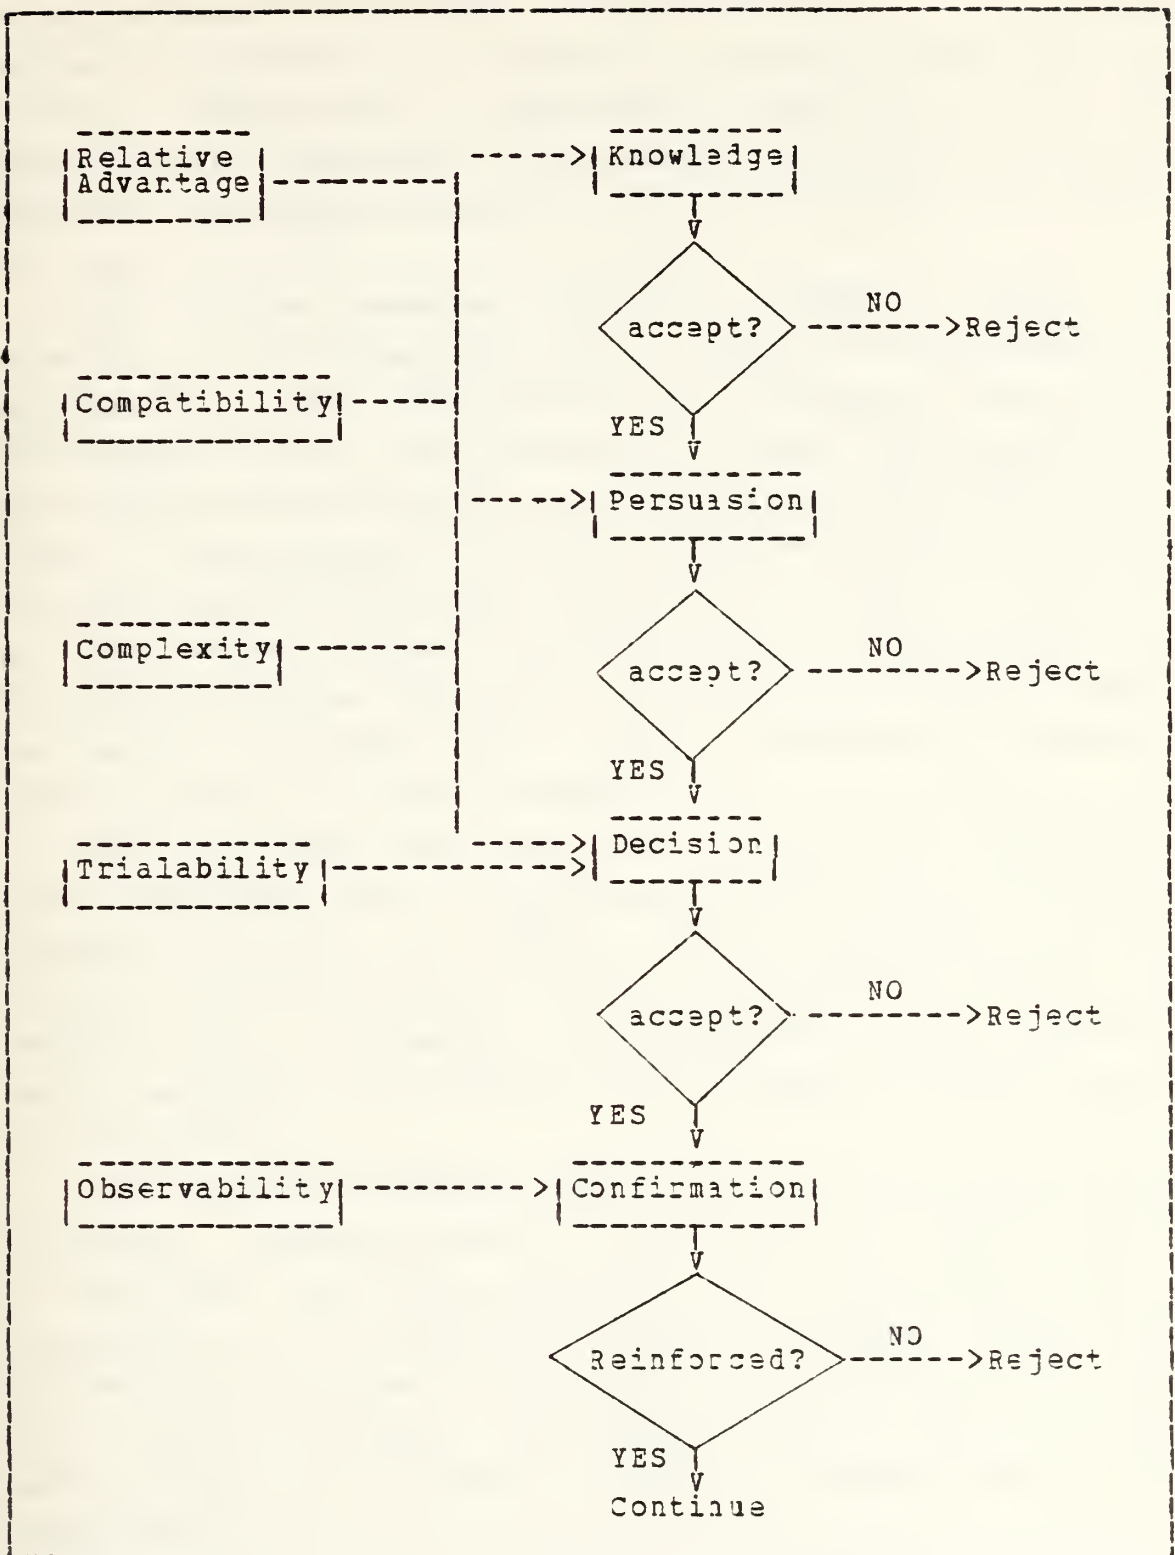 Relative
Advantage
Knowledge
accept?
NO
Reject
Compatibility
YES
Persuasion
Complexity
accept?
NO
Reject
YES
Decision
Trialability
accept?
NO
Reject
YES
Observability
Confirmation
Reinforced?
NO
Reject
YES
Continue